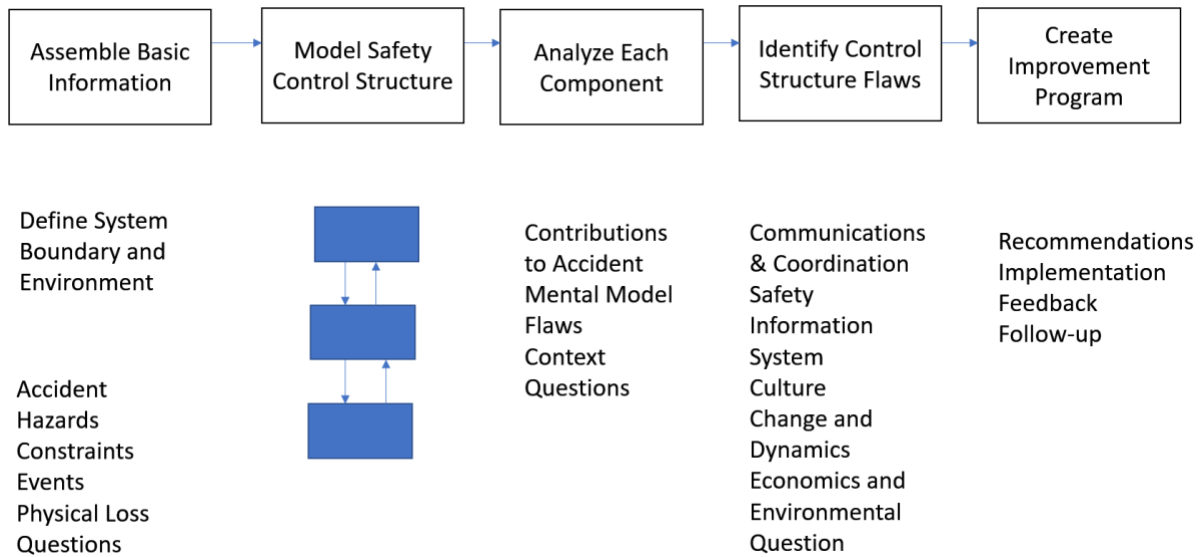 Assemble Basic
Information
Model Safety
Control Structure
Analyze Each
Component
Identify Control
Structure Flaws
Create
Improvement
Program
Define System
Boundary and
Environment
Accident
Hazards
Constraints
Events
Physical Loss
Questions
Contributions
to Accident
Mental Model
Flaws
Context
Questions
Communications
& Coordination
Safety
Information
System
Culture
Change and
Dynamics
Economics and
Environmental
Question
Recommendations
Implementation
Feedback
Follow-up